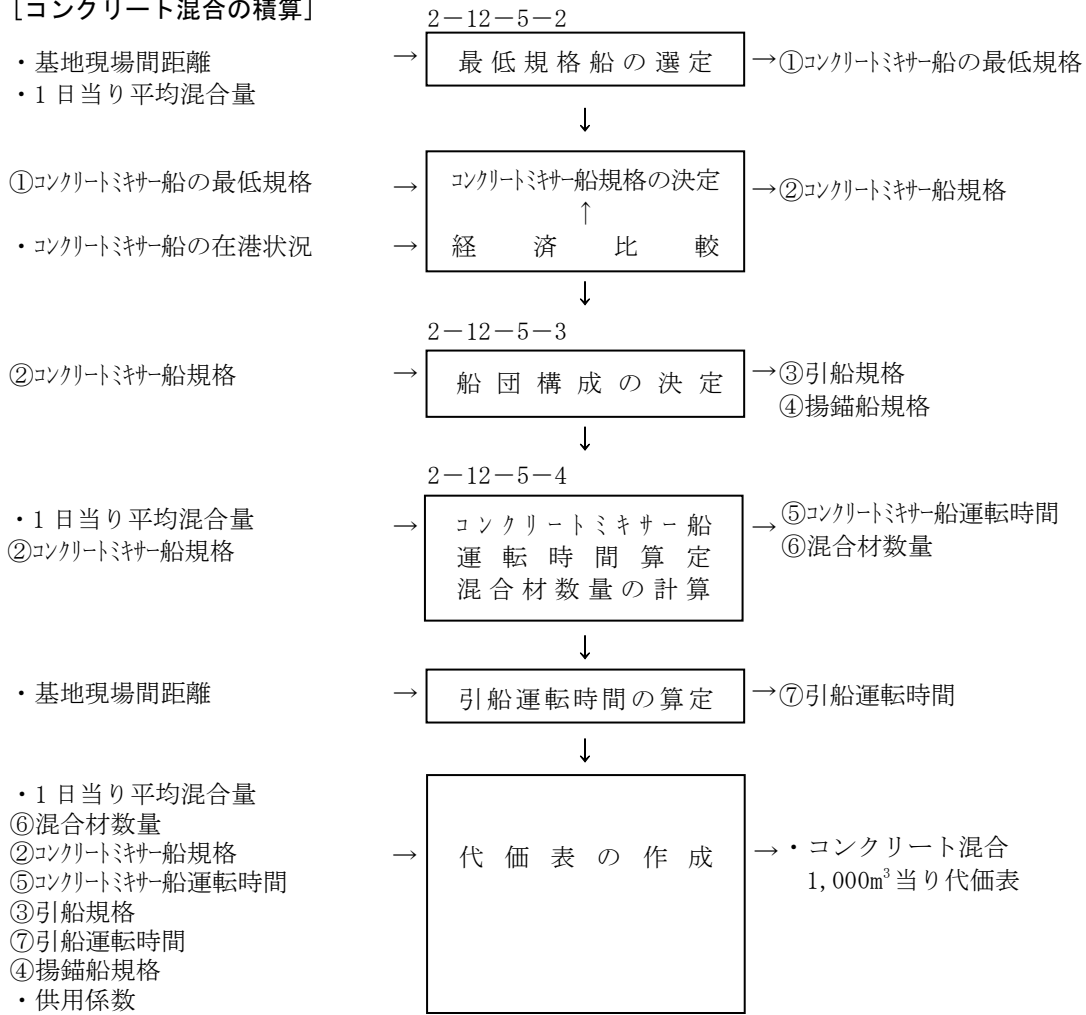 [コンクリート混合の積算]
2－12－5－2
・基地現場間距離
・1日当り平均混合量
→
最低規格船の選定
→①コンクリートミキサー船の最低規格
↓
①コンクリートミキサー船の最低規格
→
コンクリートミキサー船規格の決定
→②コンクリートミキサー船規格
↑
・コンクリートミキサー船の在港状況
→
経済比較
↓
2－12－5－3
②コンクリートミキサー船規格
→
船団構成の決定
→③引船規格
④揚錨船規格
↓
2－12－5－4
・1日当り平均混合量
②コンクリートミキサー船規格
→
コンクリートミキサー船
運転時間算定
混合材数量の計算
→
⑤コンクリートミキサー船運転時間
⑥混合材数量
↓
・基地現場間距離
→
引船運転時間の算定
→⑦引船運転時間
↓
・1日当り平均混合量
⑥混合材数量
②コンクリートミキサー船規格
⑤コンクリートミキサー船運転時間
③引船規格
⑦引船運転時間
④揚錨船規格
・供用係数
→
代価表の作成
→・コンクリート混合
1,000m³当り代価表